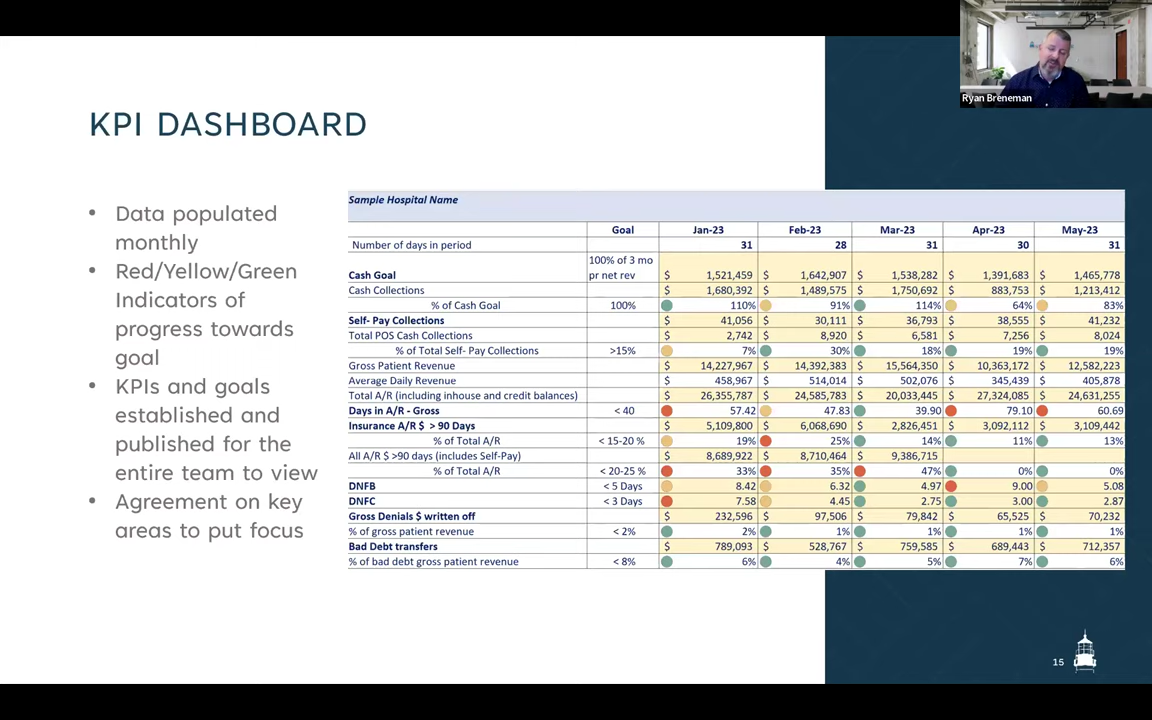 Ryan Breneman
KPI DASHBOARD
• Data populated
monthly
• Red/Yellow/Green
Indicators of
progress towards
goal
• KPIs and goals
established and
published for the
entire team to view
• Agreement on key
areas to put focus
Sample Hospital Name
Goal Jan-23 Feb-23 Mar-23 Apr-23 May-23
Number of days in period 31 28 31 30 31
100% of 3 mo
Cash Goal pr net rev $ 1,521,459 $ 1,642,907 $ 1,538,282 $ 1,391,683 $ 1,465,778
Cash Collections $ 1,680,392 $ 1,489,575 $ 1,750,692 $ 883,753 $ 1,213,412
% of Cash Goal 100% 110% 91% 114% 64% 83%
Self- Pay Collections $ 41,056 $ 30,111 $ 36,793 $ 38,555 $ 41,232
Total POS Cash Collections $ 2,742 $ 8,920 $ 6,581 $ 7,256 $ 8,024
% of Total Self- Pay Collections >15% 7% 30% 18% 19% 19%
Gross Patient Revenue $ 14,227,967 $ 14,392,383 $ 15,564,350 $ 10,363,172 $ 12,582,223
Average Daily Revenue $ 458,967 $ 514,014 $ 502,076 $ 345,439 $ 405,878
Total A/R (including inhouse and credit balances) $ 26,355,787 $ 24,585,783 $ 20,033,445 $ 27,324,085 $ 24,631,255
Days in A/R - Gross < 40 57.42 47.83 39.90 79.10 60.69
Insurance A/R $ > 90 Days $ 5,109,800 $ 6,068,690 $ 2,826,451 $ 3,092,112 $ 3,109,442
% of Total A/R < 15-20 % 19% 25% 14% 11% 13%
All A/R $ >90 days (includes Self-Pay) $ 8,689,922 $ 8,710,464 $ 9,386,715
% of Total A/R < 20-25 % 33% 35% 47% 0% 0%
DNFB < 5 Days 8.42 6.32 4.97 9.00 5.08
DNFC < 3 Days 7.58 4.45 2.75 3.00 2.87
Gross Denials $ written off $ 232,596 $ 97,506 $ 79,842 $ 65,525 $ 70,232
% of gross patient revenue < 2% 2% 1% 1% 1% 1%
Bad Debt transfers $ 789,093 $ 528,767 $ 759,585 $ 689,443 $ 712,357
% of bad debt gross patient revenue < 8% 6% 4% 5% 7% 6%
15